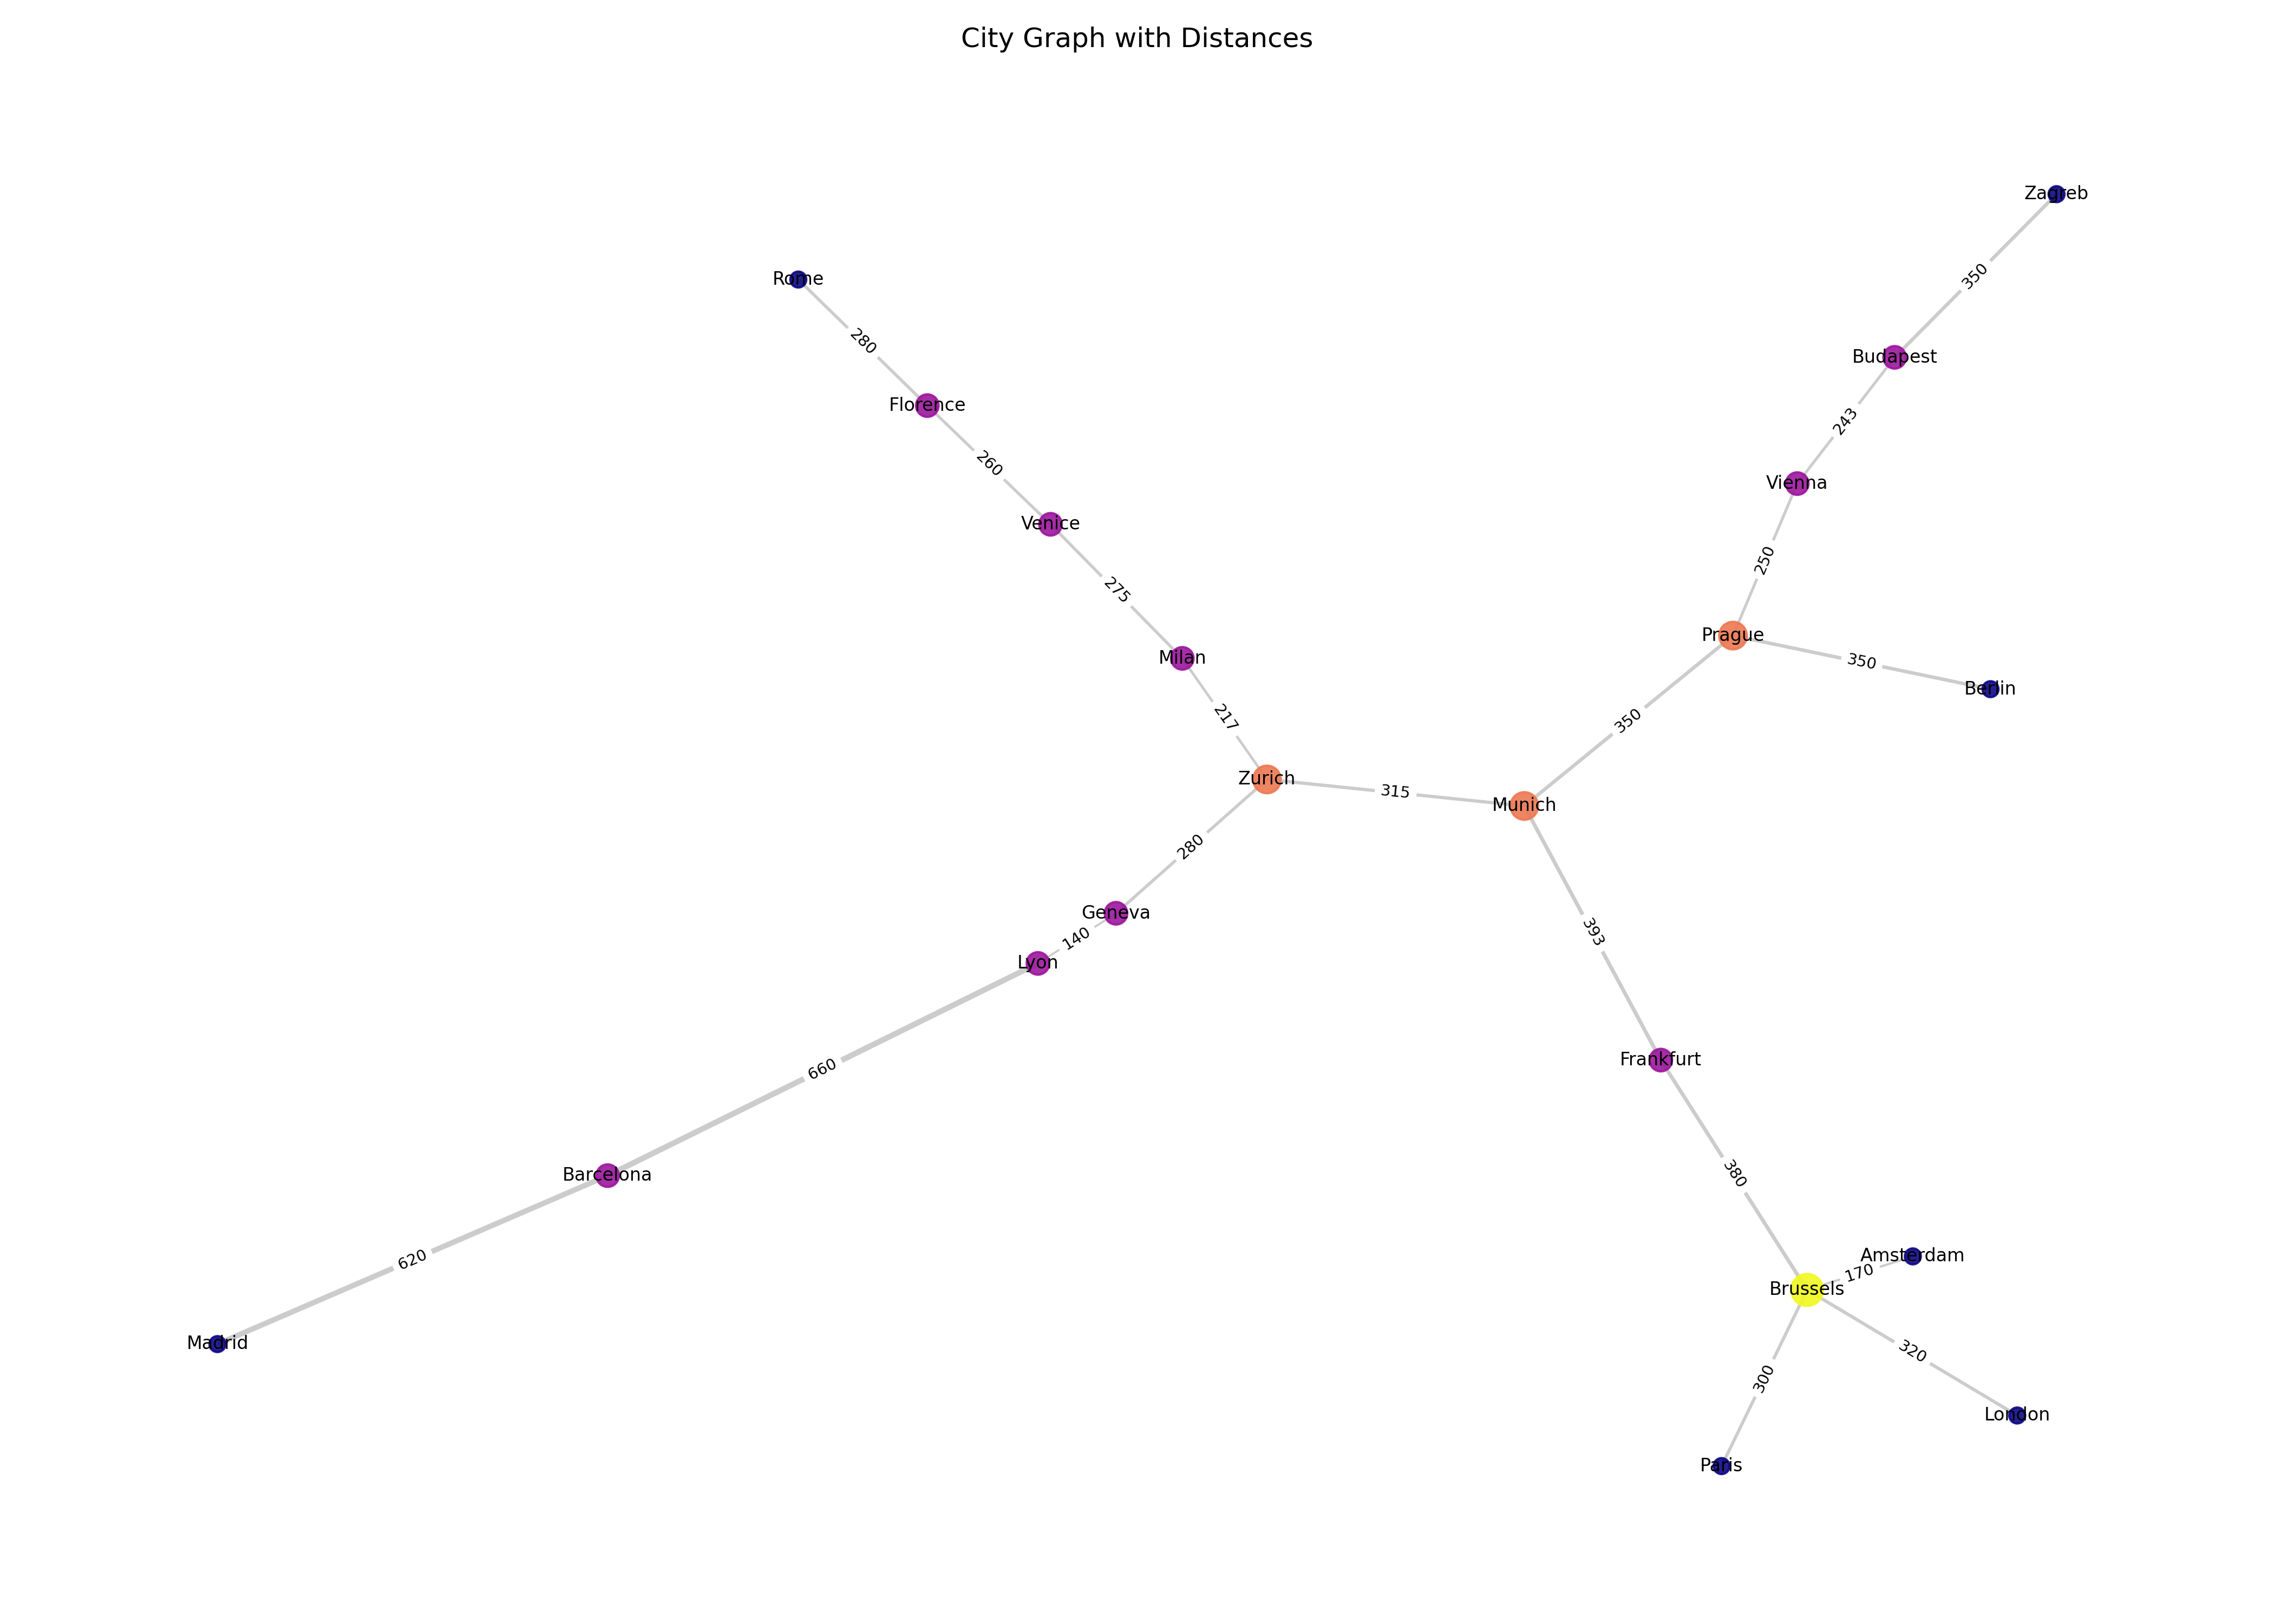 City Graph with Distances
Zagreb
Rome
350
280
Budapest
Florence
243
260
Vienna
Venice
250
275
Prague
Milan
350
Berlin
217
350
Zurich
315
Munich
280
Geneva
393
140
Lyon
Frankfurt
660
380
Barcelona
Amsterdam
620
170
Brussels
Madrid
320
300
London
Paris